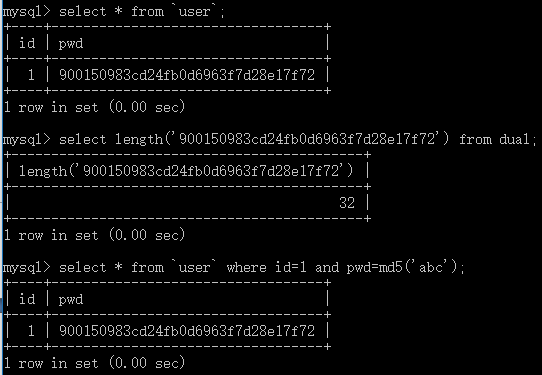 mysql> select * from `user`;
+----+----------------------------------+
| id | pwd                              |
+----+----------------------------------+
|  1 | 900150983cd24fb0d6963f7d28e17f72 |
+----+----------------------------------+
1 row in set (0.00 sec)
mysql> select length('900150983cd24fb0d6963f7d28e17f72') from dual;
+--------------------------------------------+
| length('900150983cd24fb0d6963f7d28e17f72') |
+--------------------------------------------+
|                                         32 |
+--------------------------------------------+
1 row in set (0.00 sec)
mysql> select * from `user` where id=1 and pwd=md5('abc');
+----+----------------------------------+
| id | pwd                              |
+----+----------------------------------+
|  1 | 900150983cd24fb0d6963f7d28e17f72 |
+----+----------------------------------+
1 row in set (0.00 sec)